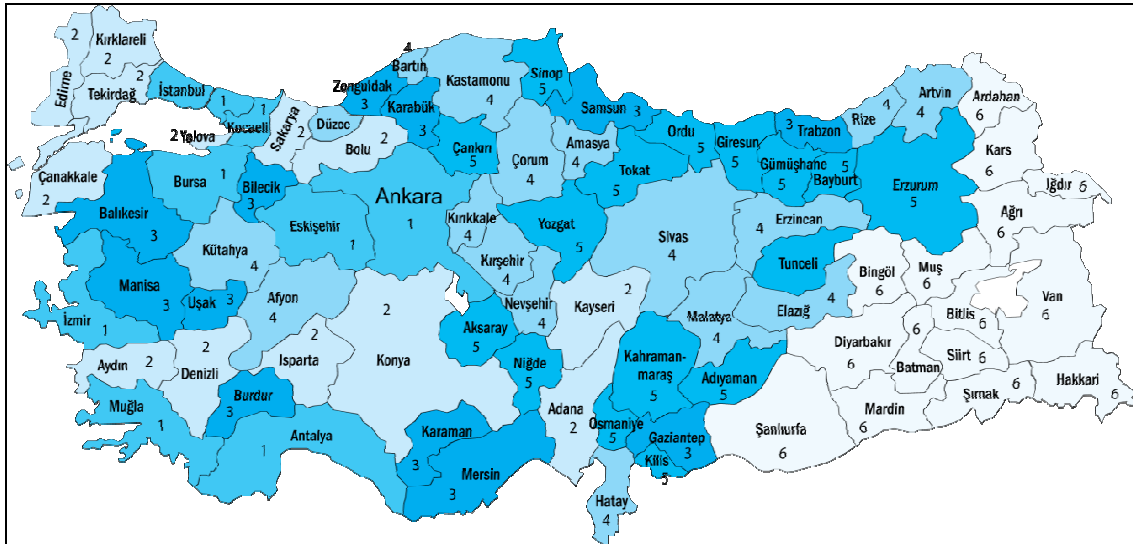 2
Kırklareli
2
Edirne
2
Tekirdağ
İstanbul
1
1
Kocaeli
2
Yalova
Sakarya
2
Düzce
Bolu
2
4
Bartın
Zonguldak
3
Karabük
3
Kastamonu
4
Sinop
5
Samsun
3
Çankırı
5
Çorum
4
Amasya
4
Tokat
5
Ordu
5
Giresun
5
Gümüşhane
5
3
Trabzon
5
Bayburt
4
Rize
Artvin
4
Ardahan
6
Kars
6
Iğdır 6
Ağrı
6
Erzurum
5
Erzincan
4
Çanakkale
2
Balıkesir
3
Bursa
1
Bilecik
3
Eskişehir
1
Ankara
1
Kırıkkale
4
Kırşehir
4
Yozgat
5
Sivas
4
Tunceli
5
Bingöl
6
Muş
6
Bitlis
6
Van
6
Kütahya
4
Manisa
3
Uşak
3
Afyon
4
İzmir
1
Aydın
2
Denizli
2
Isparta
2
Konya
2
Aksaray
5
Nevşehir
4
Niğde
5
Kayseri
2
Malatya
4
Elazığ
4
Diyarbakır
6
6
Batman
Siirt
6
Şırnak
6
Hakkari
6
Mardin
6
Muğla
1
Burdur
3
Antalya
1
Karaman
3
Mersin
3
Adana
2
Kahraman-
maraş
5
Adıyaman
5
Osmaniye
5
Gaziantep
3
Kilis
5
Hatay
4
Şanlıurfa
6